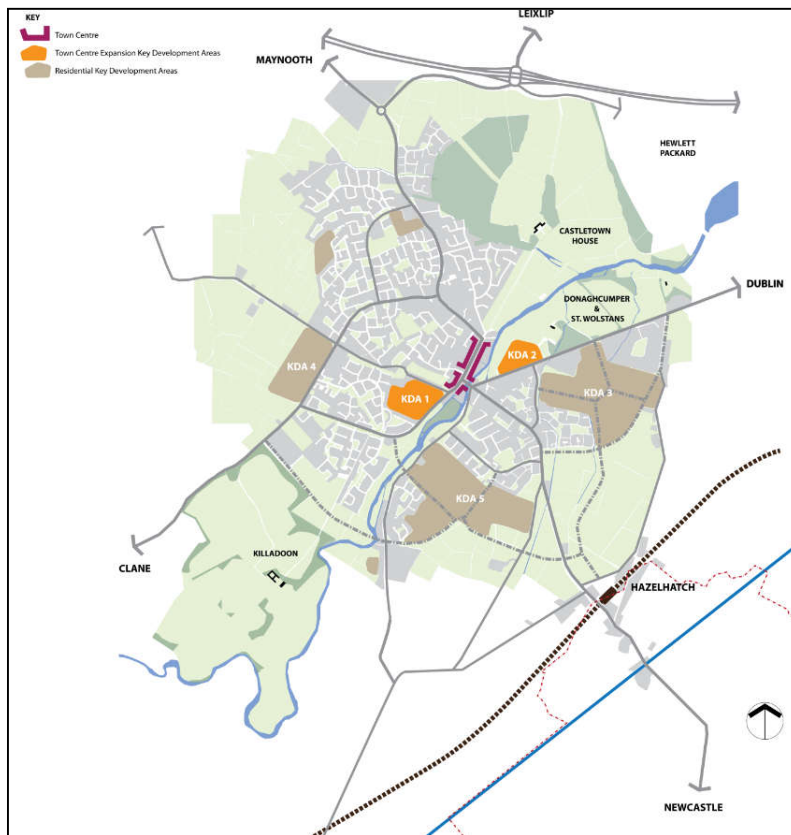 KEY
Town Centre
Town Centre Expansion Key Development Areas
Residential Key Development Areas
LEIXLIP
MAYNOOTH
HEWLETT
PACKARD
CASTLETOWN
HOUSE
DUBLIN
DONAGHCUMPER
&
ST. WOLSTANS
KDA 2
KDA 4
KDA 3
KDA 1
KDA 5
KILLADOON
CLANE
HAZELHATCH
NEWCASTLE